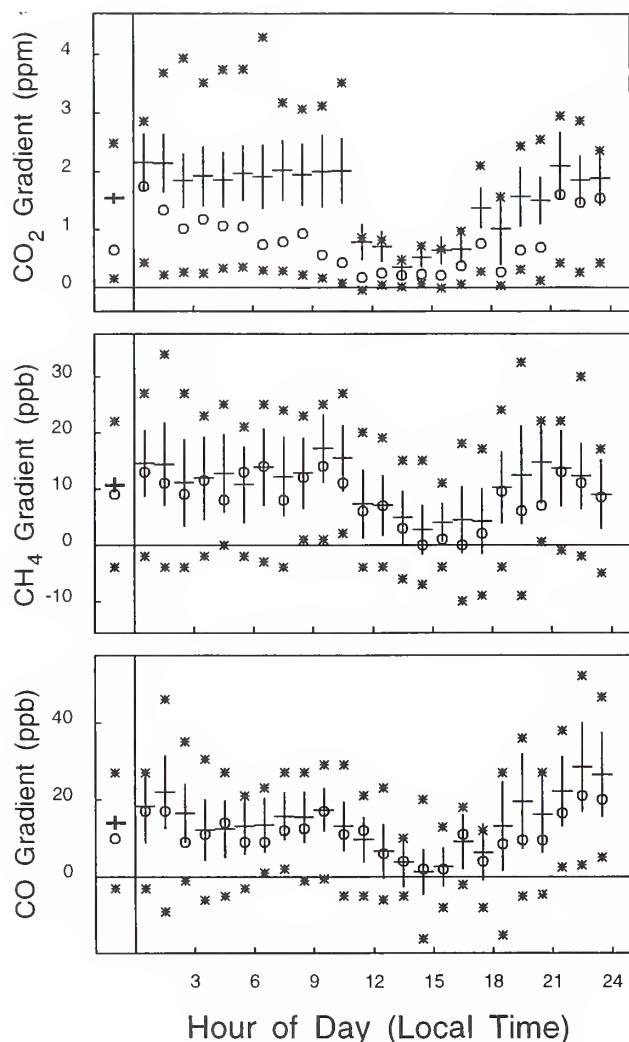 CO2 Gradient (ppm)
4
3
2
1
0
CH4 Gradient (ppb)
30
20
10
0
-10
CO Gradient (ppb)
40
20
0
3 6 9 12 15 18 21 24
Hour of Day (Local Time)